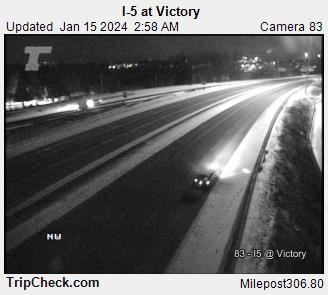 I-5 at Victory
Updated Jan 15 2024 2:58 AM Camera 83
T
NW
83 - I5 @ Victory
TripCheck.com Milepost306.80